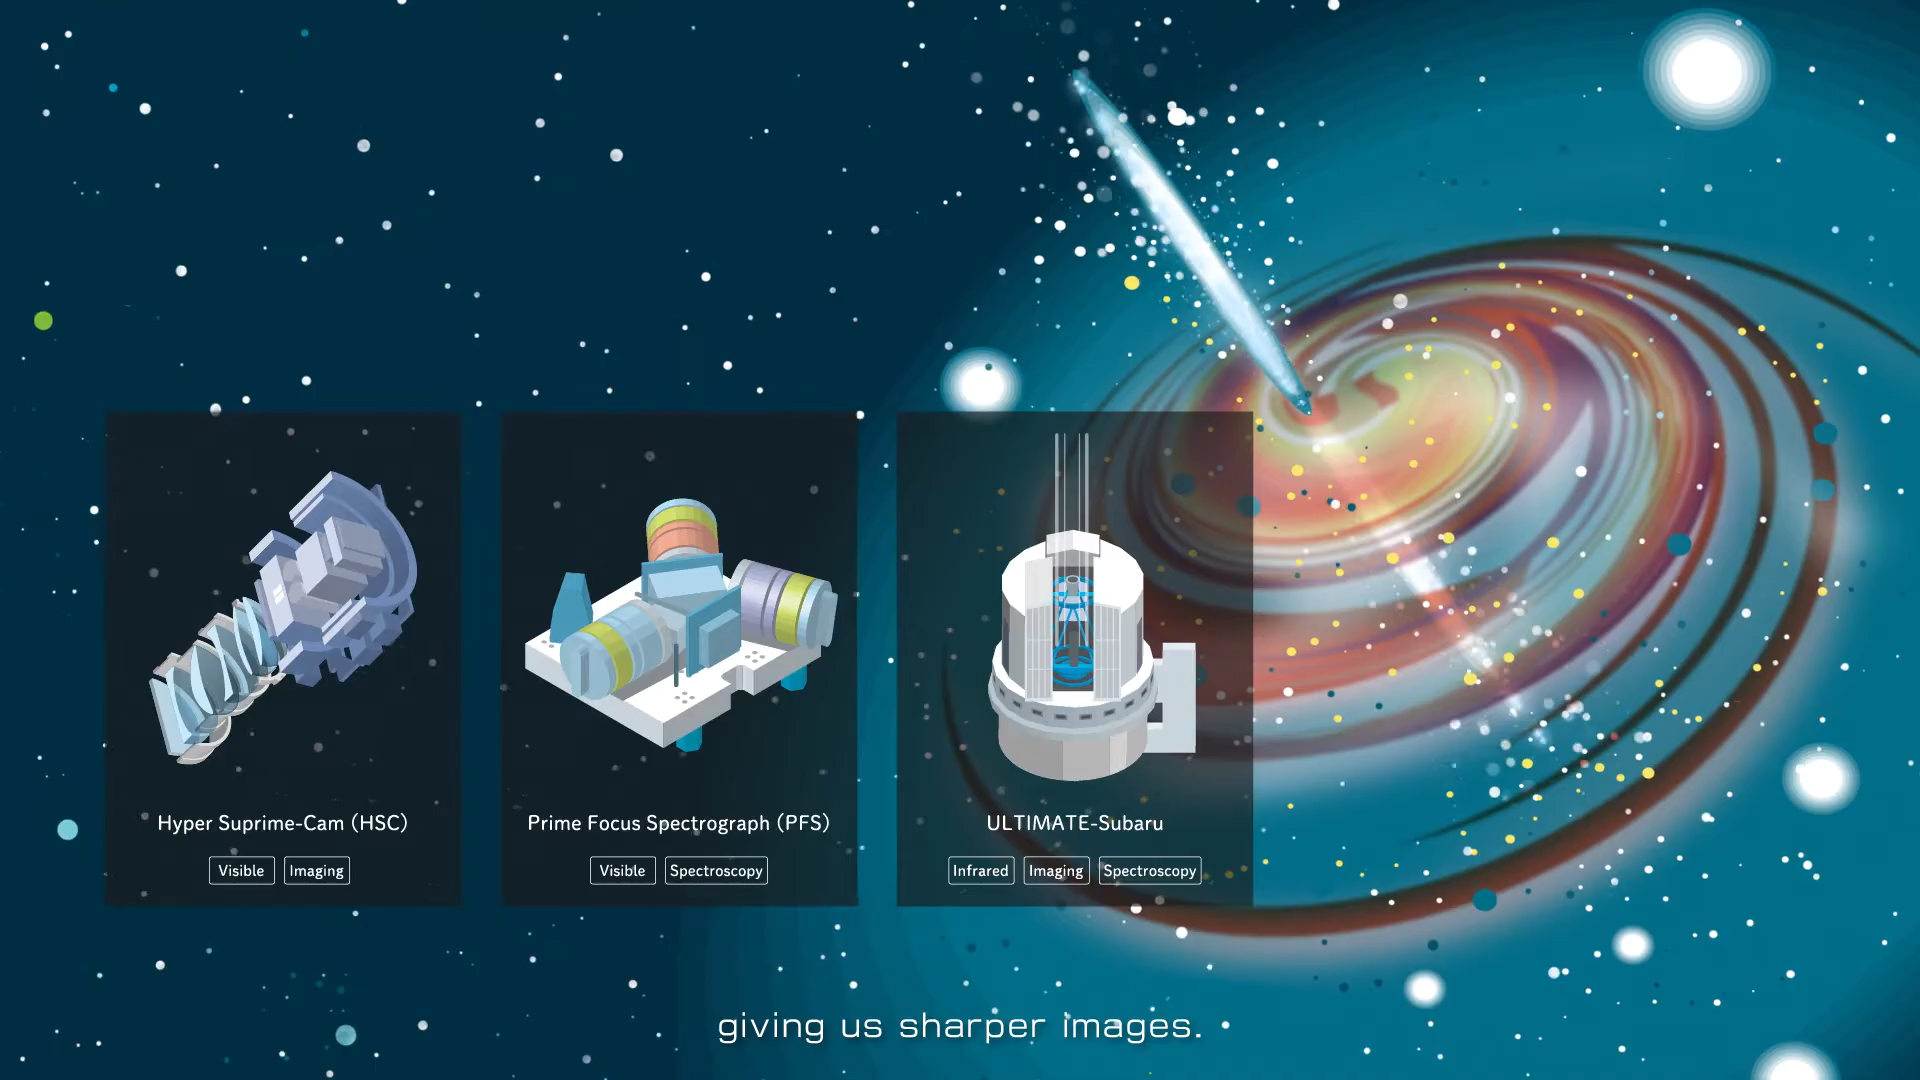 Hyper Suprime-Cam (HSC)
Visible
Imaging
Prime Focus Spectrograph (PFS)
Visible
Spectroscopy
ULTIMATE-Subaru
Infrared
Imaging
Spectroscopy
giving us sharper images.